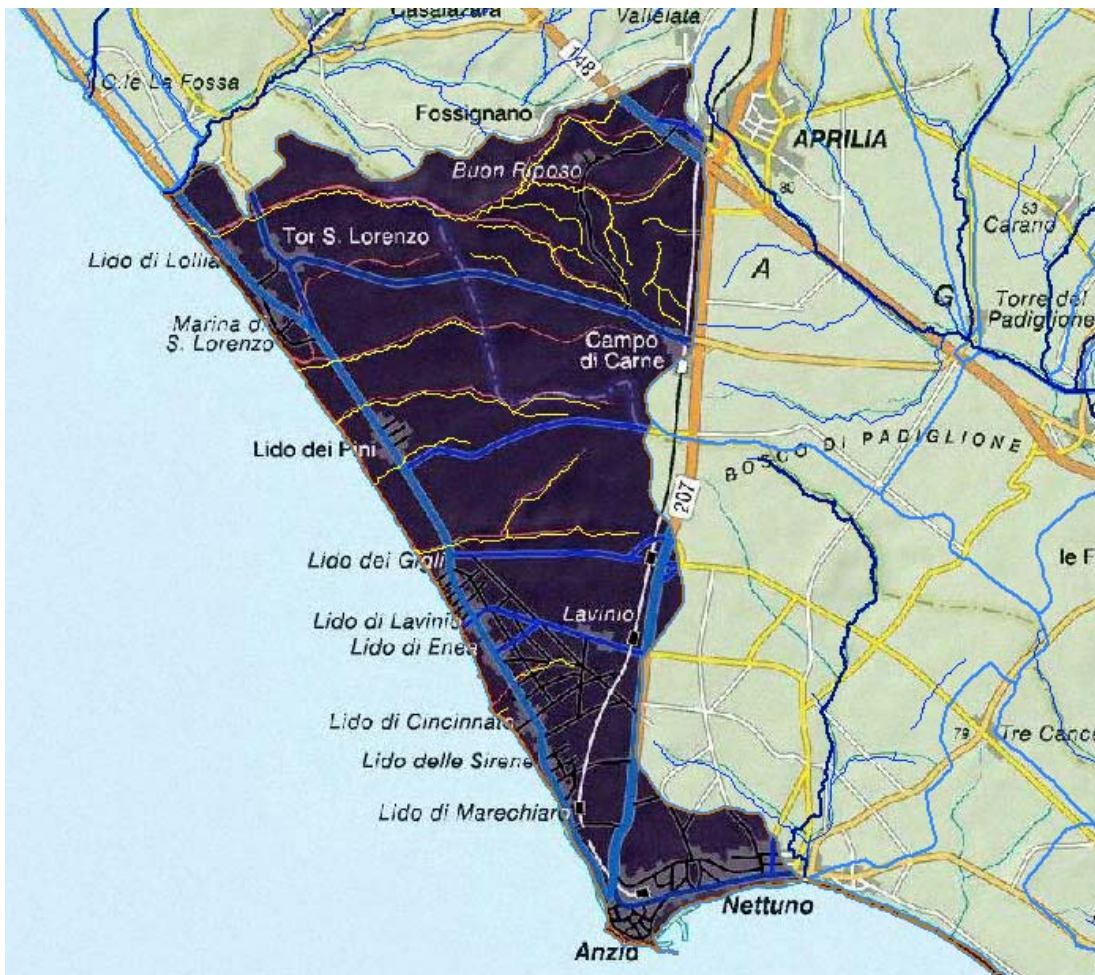 Casalazara
Vallelata
C.le La Fossa
148
Fossignano
APRILIA
Buon Riposo
80
53
Carano
Tor S. Lorenzo
Lido di Lollia
A
G
Torre del
Padiglione
Marina di
S. Lorenzo
Campo
di Carne
Lido dei Pini
BOSCO DI PADIGLIONE
207
Lido dei Gigli
le F
Lido di Lavinio
Lavinio
Lido di Enea
Lido di Cincinnato
79
Tre Cance
Lido delle Sirene
Lido di Marechiaro
Nettuno
Anzio